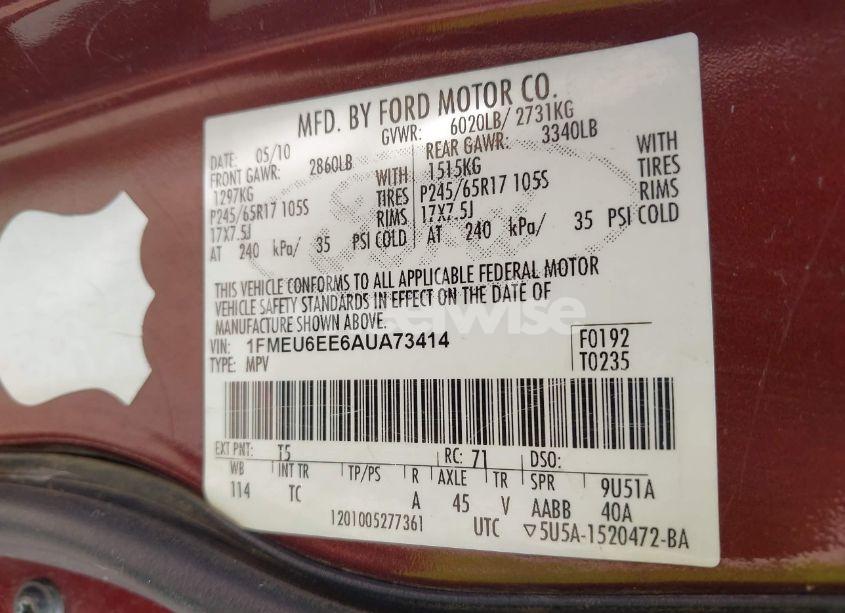 MFD. BY FORD MOTOR CO.
DATE: 05/10 GVWR: 6020LB/ 2731KG
FRONT GAWR: 2860LB REAR GAWR: 3340LB
1297KG WITH 1515KG WITH
P245/65R17 105S TIRES P245/65R17 105S TIRES
17X7.5J RIMS 17X7.5J RIMS
AT 240 kPa/ 35 PSI COLD AT 240 kPa/ 35 PSI COLD
THIS VEHICLE CONFORMS TO ALL APPLICABLE FEDERAL MOTOR
VEHICLE SAFETY STANDARDS IN EFFECT ON THE DATE OF
MANUFACTURE SHOWN ABOVE.
VIN: 1FMEU6EE6AUA73414 F0192
TYPE: MPV T0235
EXT PNT: T5 RC: 71 DSO:
WB INT TR TP/PS R AXLE TR SPR 9U51A
114 TC A 45 V AABB 40A
1201005277361 UTC ▽5U5A-1520472-BA